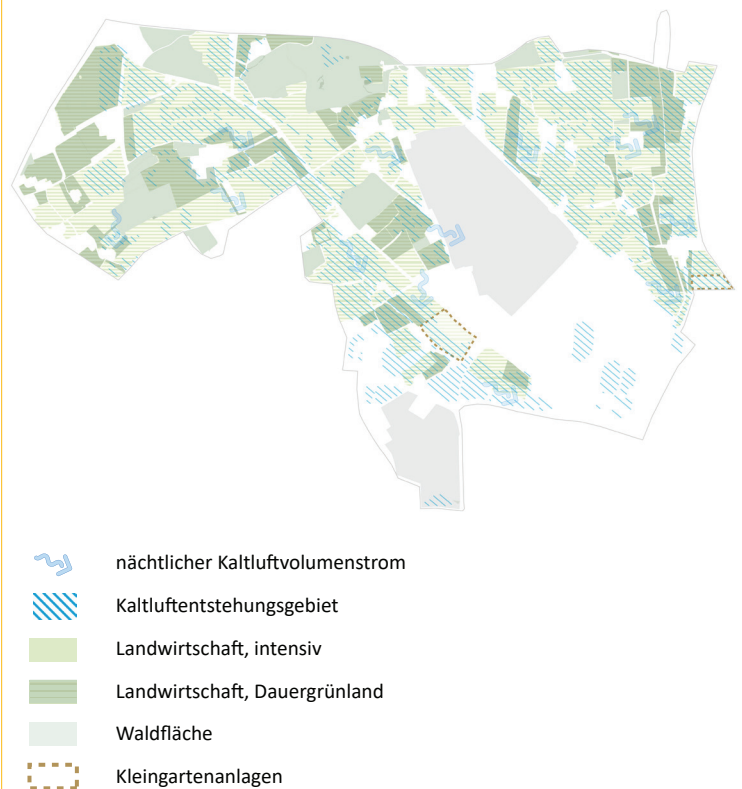 nächtlicher Kaltluftvolumenstrom
Kaltluftentstehungsgebiet
Landwirtschaft, intensiv
Landwirtschaft, Dauergrünland
Waldfläche
Kleingartenanlagen